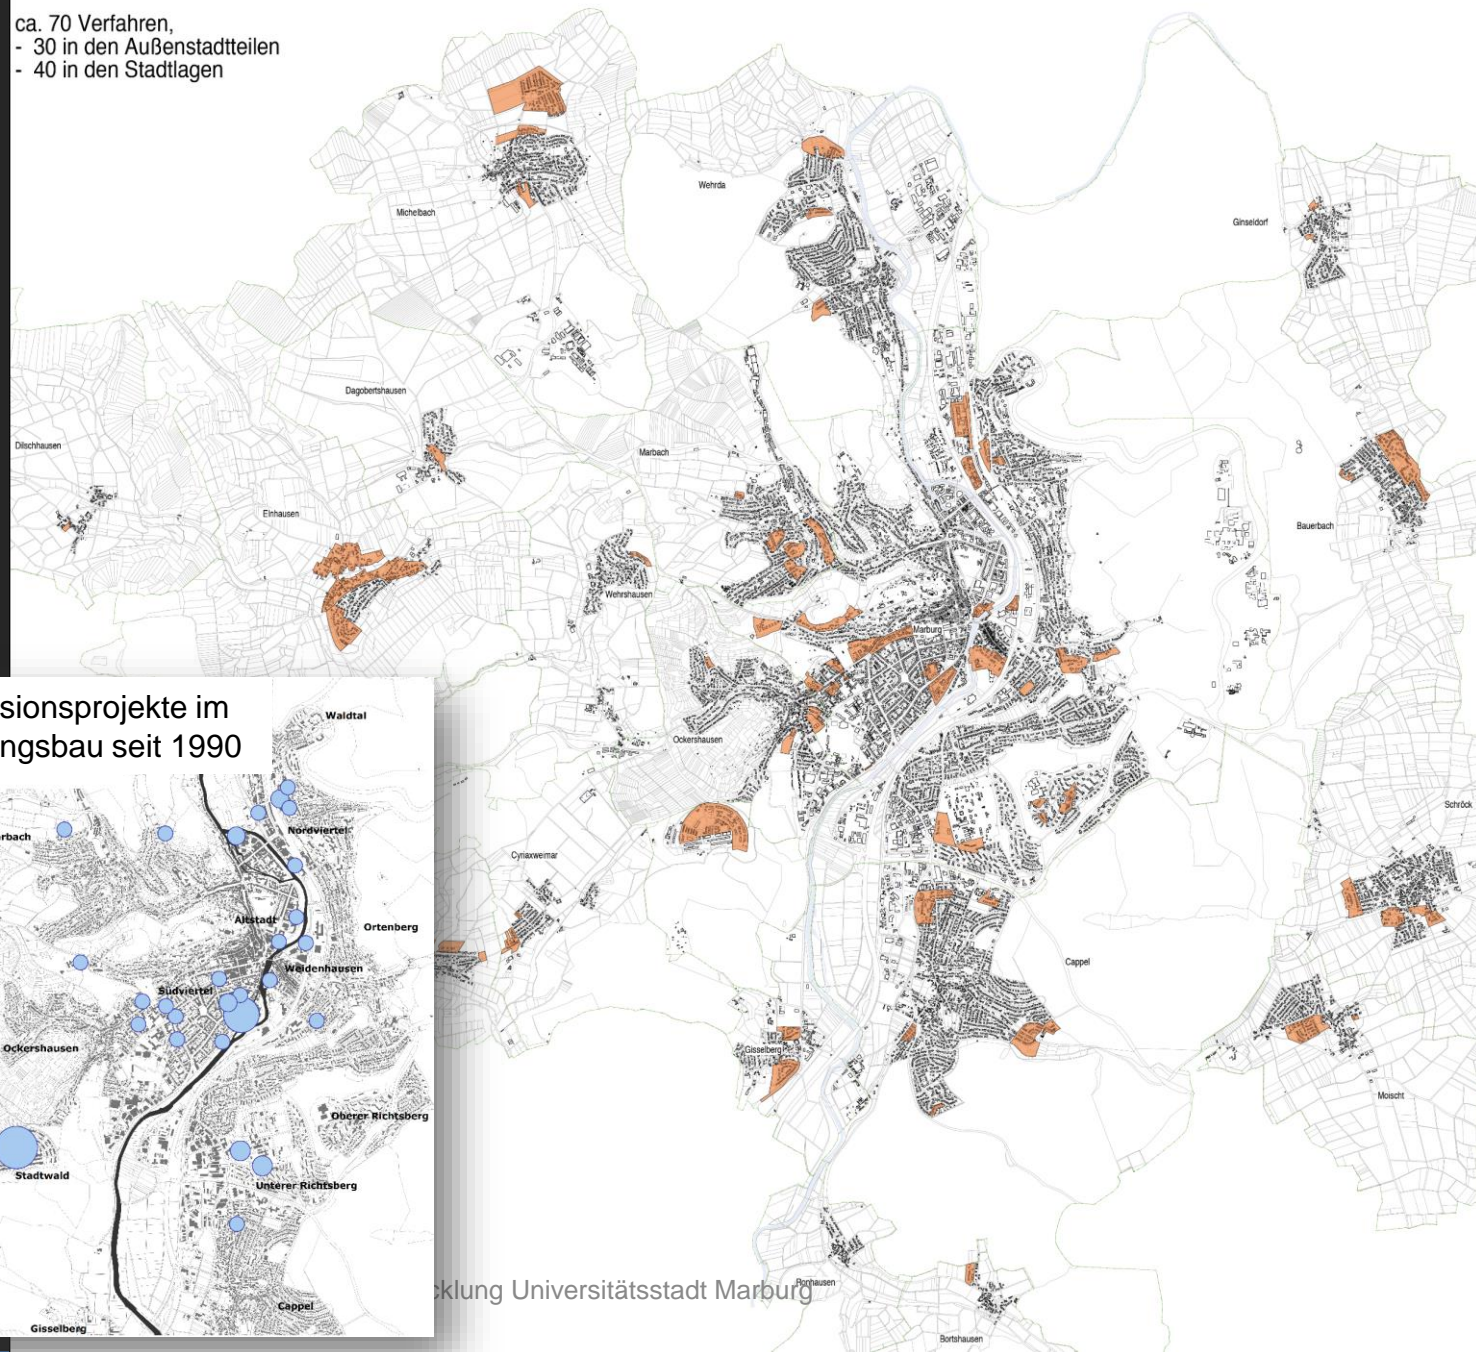 ca. 70 Verfahren,
- 30 in den Außenstadtteilen
- 40 in den Stadtlagen
Wehrda
Michelbach
Ginseldorf
Dagobertshausen
Dilschhausen
Marbach
Elnhausen
Bauerbach
Wehrshausen
Marburg
Ockershausen
Schröck
Cyriaxweimar
Cappel
Gisselberg
Moischt
Ronhausen
Bortshausen
sionsprojekte im
ngsbau seit 1990
Waldtal
rbach
Nordviertel
Altstadt
Ortenberg
Weidenhausen
Südviertel
Ockershausen
Oberer Richtsberg
Stadtwald
Unterer Richtsberg
Cappel
Gisselberg
cklung Universitätsstadt Marburg